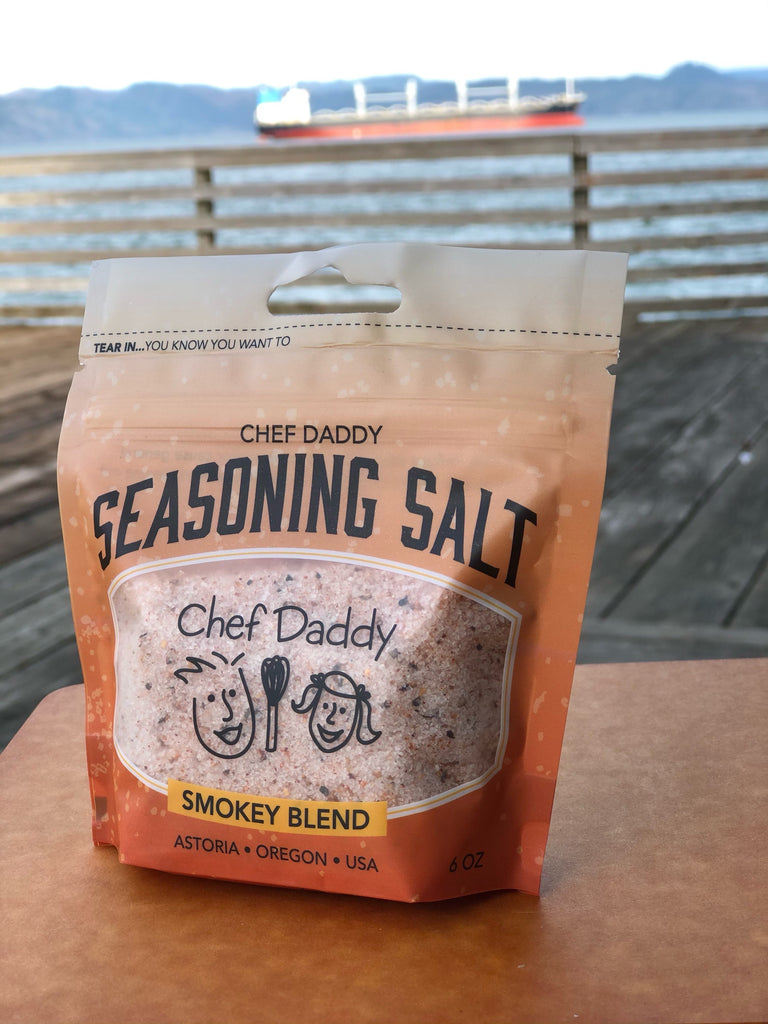 TEAR IN...YOU KNOW YOU WANT TO
CHEF DADDY
SEASONING SALT
Chef Daddy
SMOKEY BLEND
ASTORIA • OREGON • USA
6 OZ